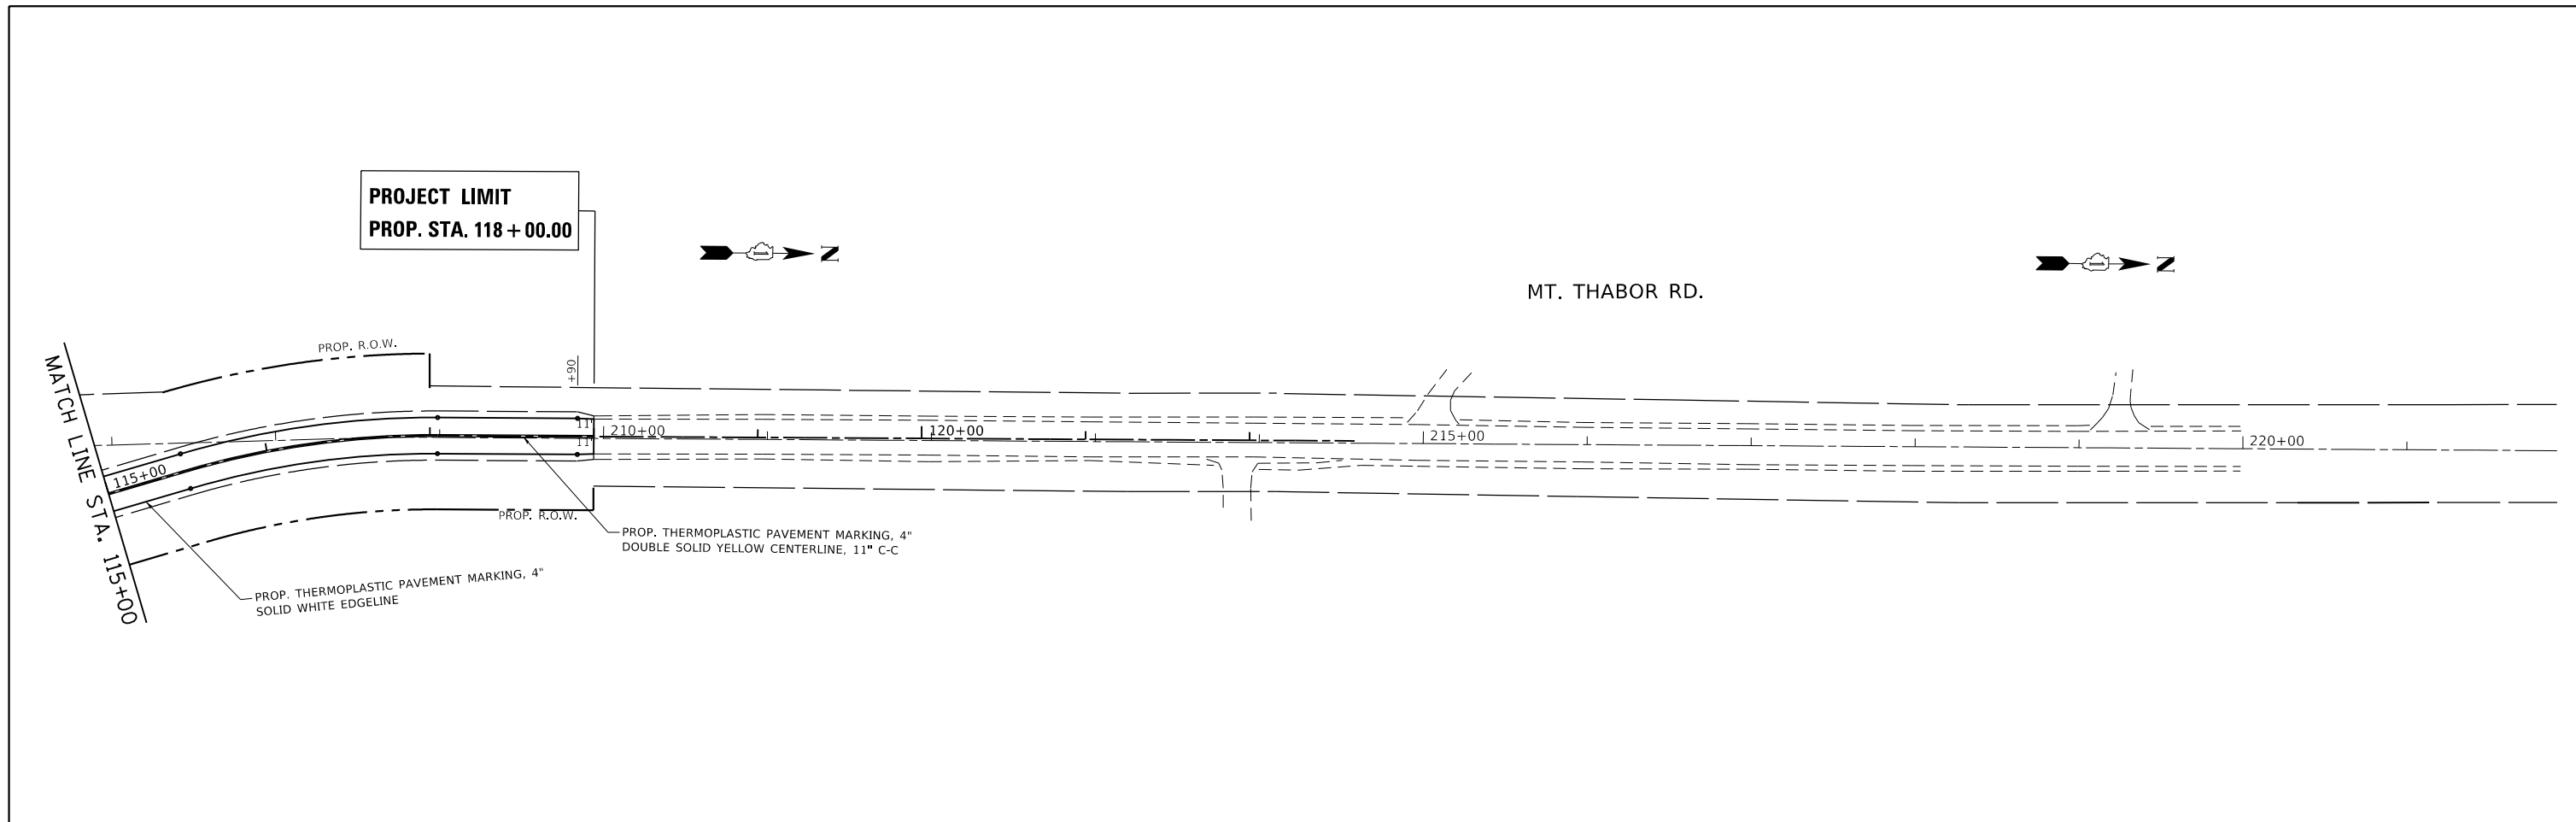 PROJECT LIMIT
PROP. STA. 118+00.00
N
N
MT. THABOR RD.
PROP. R.O.W.
+90
MATCH LINE STA. 115+00
115+00
11'
11'
210+00
120+00
215+00
220+00
PROP. R.O.W.
PROP. THERMOPLASTIC PAVEMENT MARKING, 4"
DOUBLE SOLID YELLOW CENTERLINE, 11" C-C
PROP. THERMOPLASTIC PAVEMENT MARKING, 4"
SOLID WHITE EDGELINE